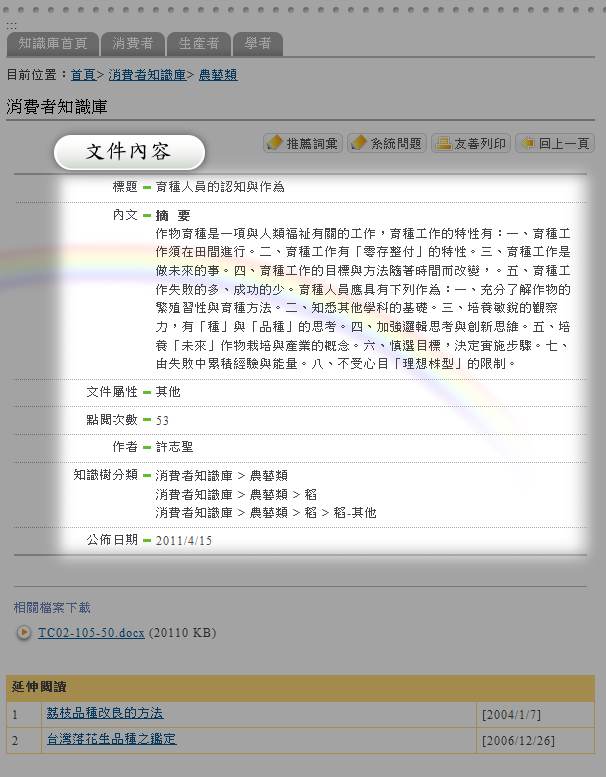 :::
知識庫首頁 消費者 生產者 學者
目前位置：首頁> 消費者知識庫> 農藝類
消費者知識庫
文件內容
推薦詞彙 系統問題 友善列印 回上一頁
標題 育種人員的認知與作為
內文 摘 要
作物育種是一項與人類福祉有關的工作，育種工作的特性有：一、育種工
作須在田間進行。二、育種工作有「零存整付」的特性。三、育種工作是
做未來的事。四、育種工作的目標與方法隨著時間而改變，。五、育種工
作失敗的多、成功的少。育種人員應具有下列作為：一、充分了解作物的
繁殖習性與育種方法。二、知悉其他學科的基礎。三、培養敏銳的觀察
力，有「種」與「品種」的思考。四、加強邏輯思考與創新思維。五、培
養「未來」作物栽培與產業的概念。六、慎選目標，決定實施步驟。七、
由失敗中累積經驗與能量。八、不受心目「理想株型」的限制。
文件屬性 其他
點閱次數 53
作者 許志聖
知識樹分類 消費者知識庫 > 農藝類
消費者知識庫 > 農藝類 > 稻
消費者知識庫 > 農藝類 > 稻 > 稻-其他
公佈日期 2011/4/15
相關檔案下載
TC02-105-50.docx (20110 KB)
延伸閱讀
1 荔枝品種改良的方法 [2004/1/7]
2 台灣落花生品種之鑑定 [2006/12/26]